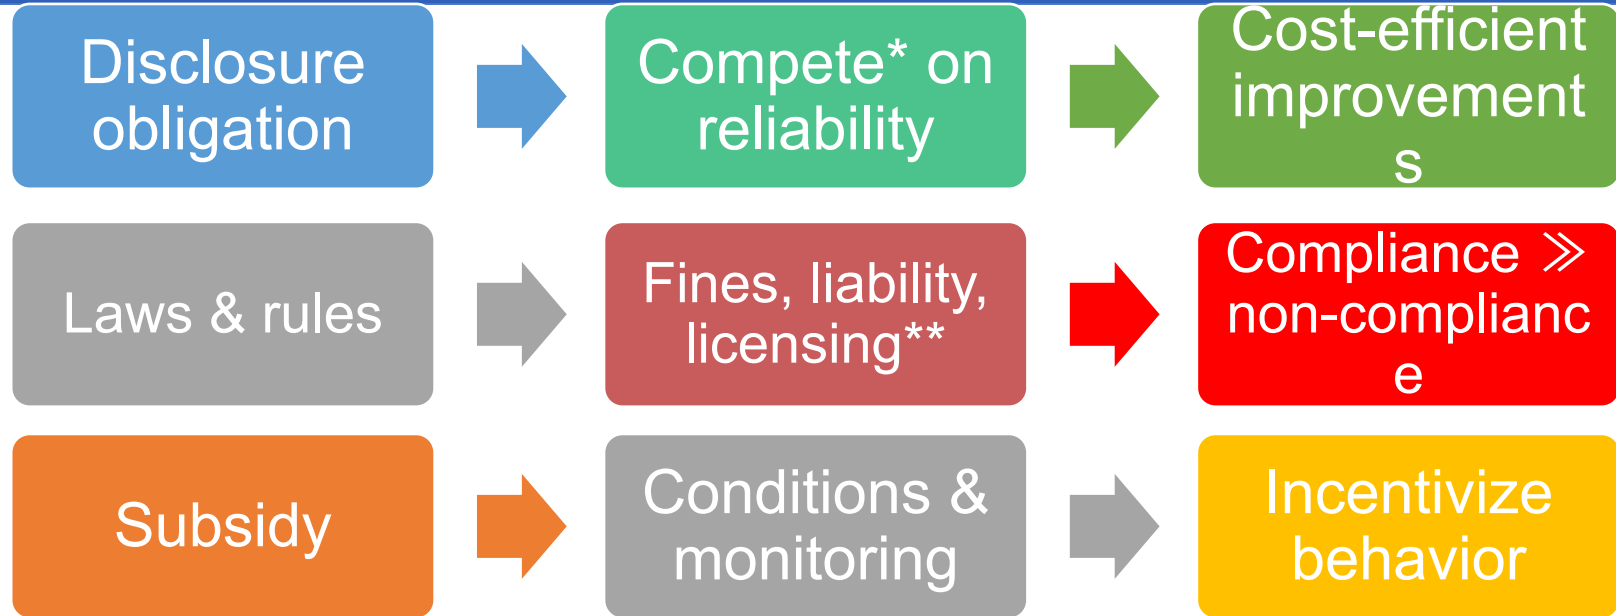 Disclosure
obligation
Compete* on
reliability
Cost-efficient
improvement
s
Laws & rules
Fines, liability,
licensing**
Compliance ≫
non-complianc
e
Subsidy
Conditions &
monitoring
Incentivize
behavior